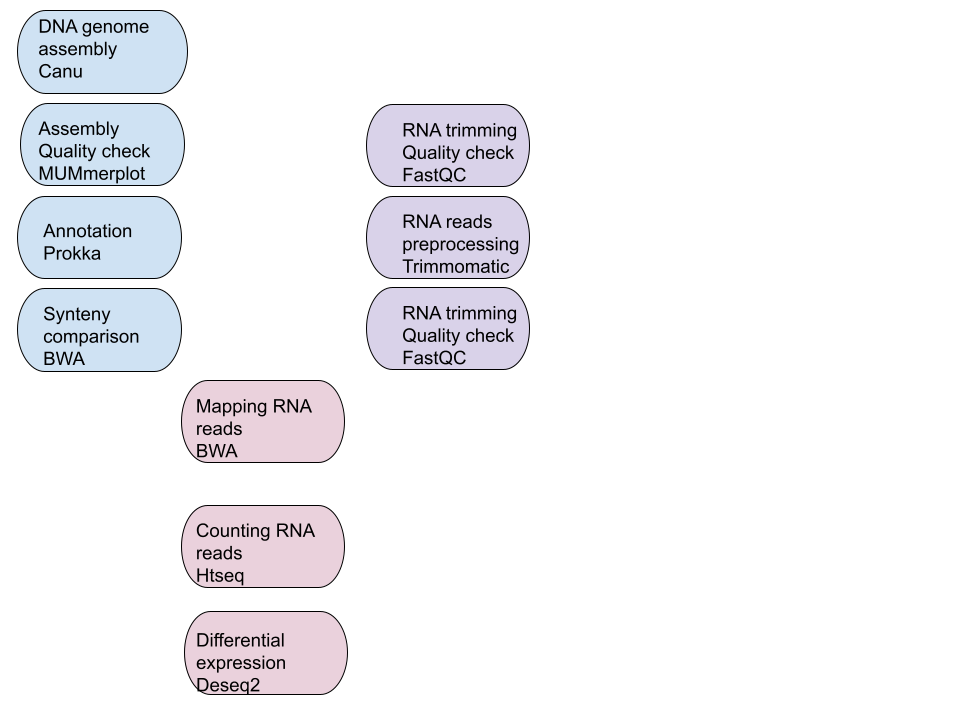 DNA genome
assembly
Canu
Assembly
Quality check
MUMmerplot
Annotation
Prokka
Synteny
comparison
BWA
RNA trimming
Quality check
FastQC
RNA reads
preprocessing
Trimmomatic
RNA trimming
Quality check
FastQC
Mapping RNA
reads
BWA
Counting RNA
reads
Htseq
Differential
expression
Deseq2